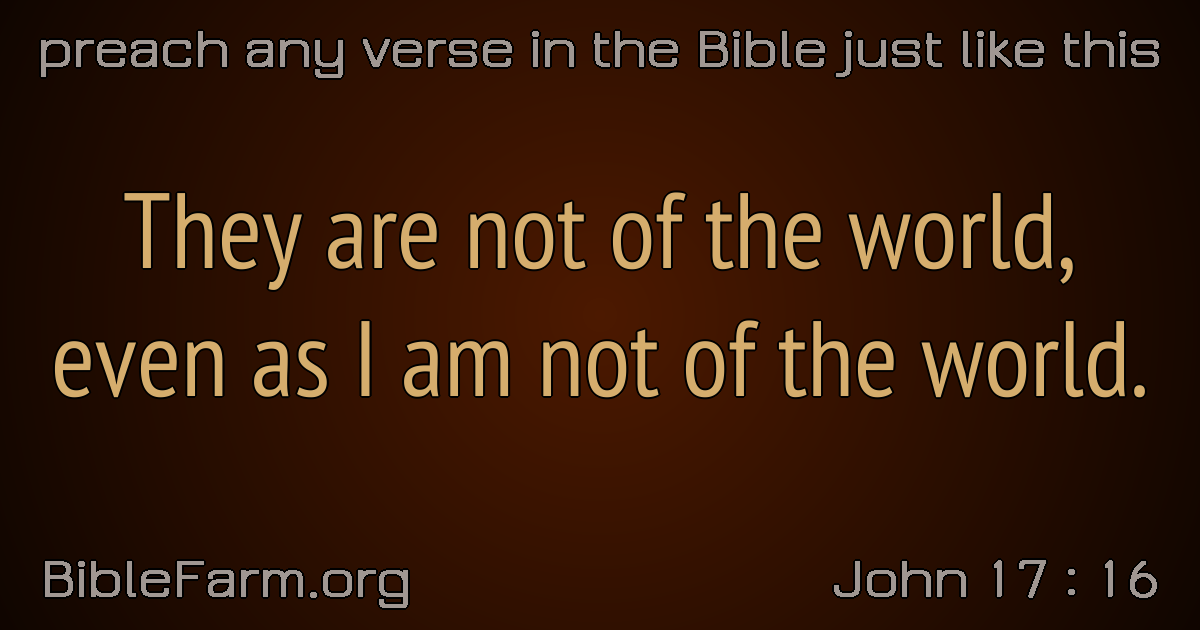 preach any verse in the Bible just like this
They are not of the world,
even as I am not of the world.
BibleFarm.org
John 17 : 16